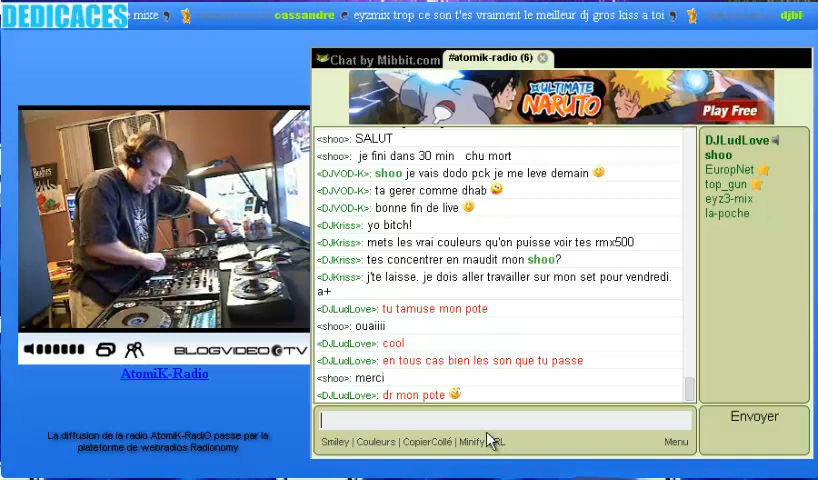 DEDICACES
e mixe
cassandre
eyzmix trop ce son t'es vraiment le meilleur dj gros kiss a toi
djbl
Chat by Mibbit.com
#atomik-radio (6)
ULTIMATE
NARUTO
Play Free
<shoo>: SALUT
<shoo>: je fini dans 30 min chu mort
<DJVOD-K>: shoo je vais dodo pck je me leve demain
<DJVOD-K>: ta gerer comme dhab
<DJVOD-K>: bonne fin de live
<DJKriss>: yo bitch!
<DJKriss>: mets les vrai couleurs qu'on puisse voir tes rmx500
<DJKriss>: tes concentrer en maudit mon shoo?
<DJKriss>: j'te laisse. je dois aller travailler sur mon set pour vendredi.
a+
<DJLudLove>: tu tamuse mon pote
<shoo>: ouaiiii
<DJLudLove>: cool
<DJLudLove>: en tous cas bien les son que tu passe
<shoo>: merci
<DJLudLove>: dr mon pote
DJLudLove
shoo
EuropNet
top_gun
eyz3-mix
la-poche
Smiley | Couleurs | CopierCollé | Minify URL
Menu
Envoyer
BEATLES
BLOGVIDEO TV
AtomiK-Radio
La diffusion de la radio AtomiK-RadiO passe par la
plateforme de webradios Radionomy